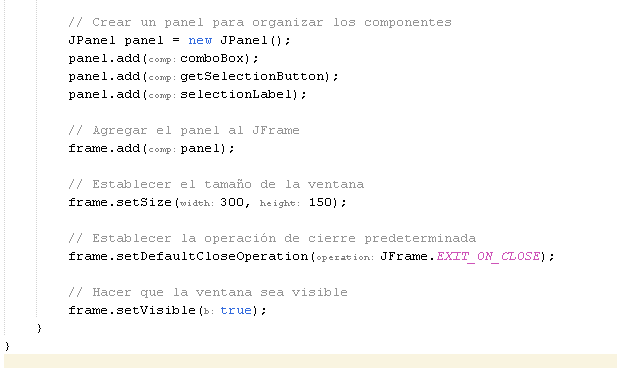 // Crear un panel para organizar los componentes
JPanel panel = new JPanel();
panel.add(comp: comboBox);
panel.add(comp: getSelectionButton);
panel.add(comp: selectionLabel);
// Agregar el panel al JFrame
frame.add(comp: panel);
// Establecer el tamaño de la ventana
frame.setSize(width: 300, height: 150);
// Establecer la operación de cierre predeterminada
frame.setDefaultCloseOperation(operation: JFrame.EXIT_ON_CLOSE);
// Hacer que la ventana sea visible
frame.setVisible(b: true);
}
}